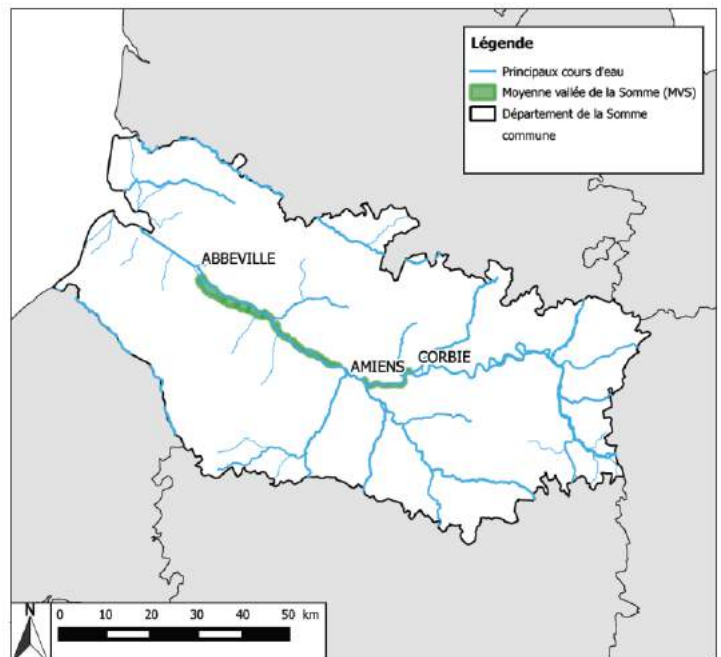 Légende
Principaux cours d'eau
Moyenne vallée de la Somme (MVS)
Département de la Somme
commune
ABBEVILLE
AMIENS
CORBIE
N
0 10 20 30 40 50 km